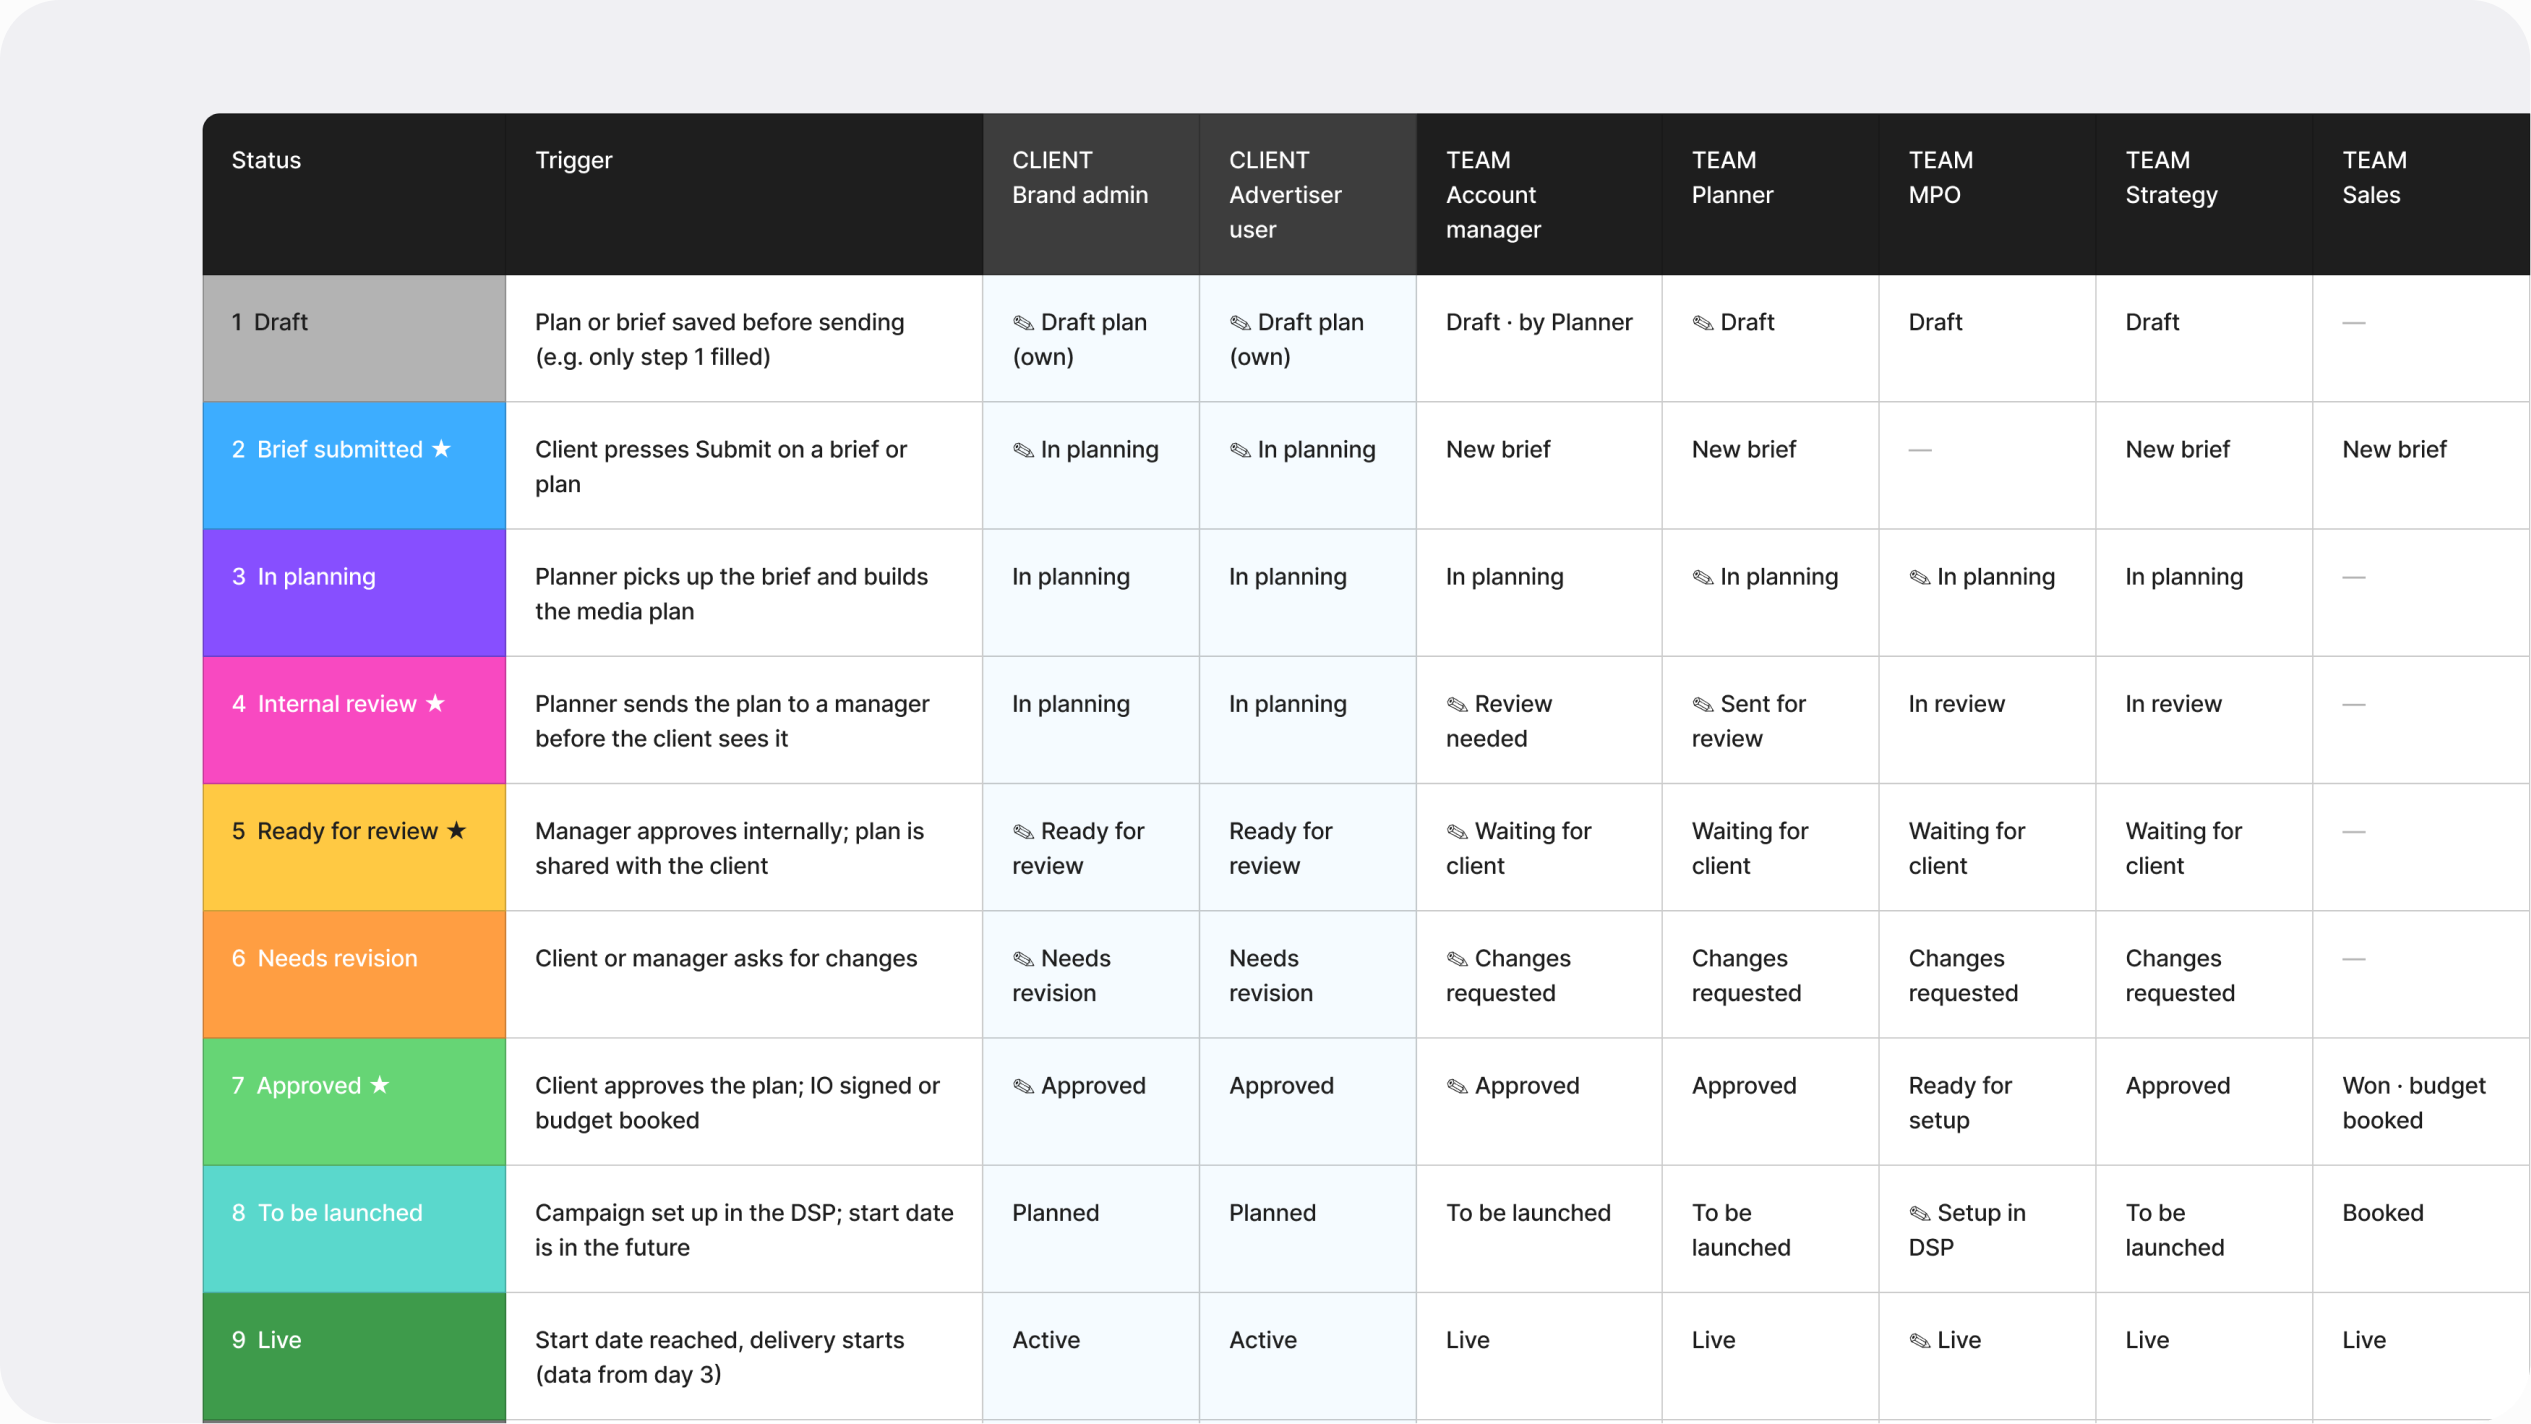 Status
Trigger
CLIENT
Brand admin
CLIENT
Advertiser
user
TEAM
Account
manager
TEAM
Planner
TEAM
MPO
TEAM
Strategy
TEAM
Sales
1 Draft
Plan or brief saved before sending
(e.g. only step 1 filled)
✎ Draft plan
(own)
✎ Draft plan
(own)
Draft · by Planner
✎ Draft
Draft
Draft
—
2 Brief submitted ★
Client presses Submit on a brief or
plan
✎ In planning
✎ In planning
New brief
New brief
—
New brief
New brief
3 In planning
Planner picks up the brief and builds
the media plan
In planning
In planning
In planning
✎ In planning
✎ In planning
In planning
—
4 Internal review ★
Planner sends the plan to a manager
before the client sees it
In planning
In planning
✎ Review
needed
✎ Sent for
review
In review
In review
—
5 Ready for review ★
Manager approves internally; plan is
shared with the client
✎ Ready for
review
Ready for
review
✎ Waiting for
client
Waiting for
client
Waiting for
client
Waiting for
client
—
6 Needs revision
Client or manager asks for changes
✎ Needs
revision
Needs
revision
✎ Changes
requested
Changes
requested
Changes
requested
Changes
requested
—
7 Approved ★
Client approves the plan; IO signed or
budget booked
✎ Approved
Approved
✎ Approved
Approved
Ready for
setup
Approved
Won · budget
booked
8 To be launched
Campaign set up in the DSP; start date
is in the future
Planned
Planned
To be launched
To be
launched
✎ Setup in
DSP
To be
launched
Booked
9 Live
Start date reached, delivery starts
(data from day 3)
Active
Active
Live
Live
✎ Live
Live
Live